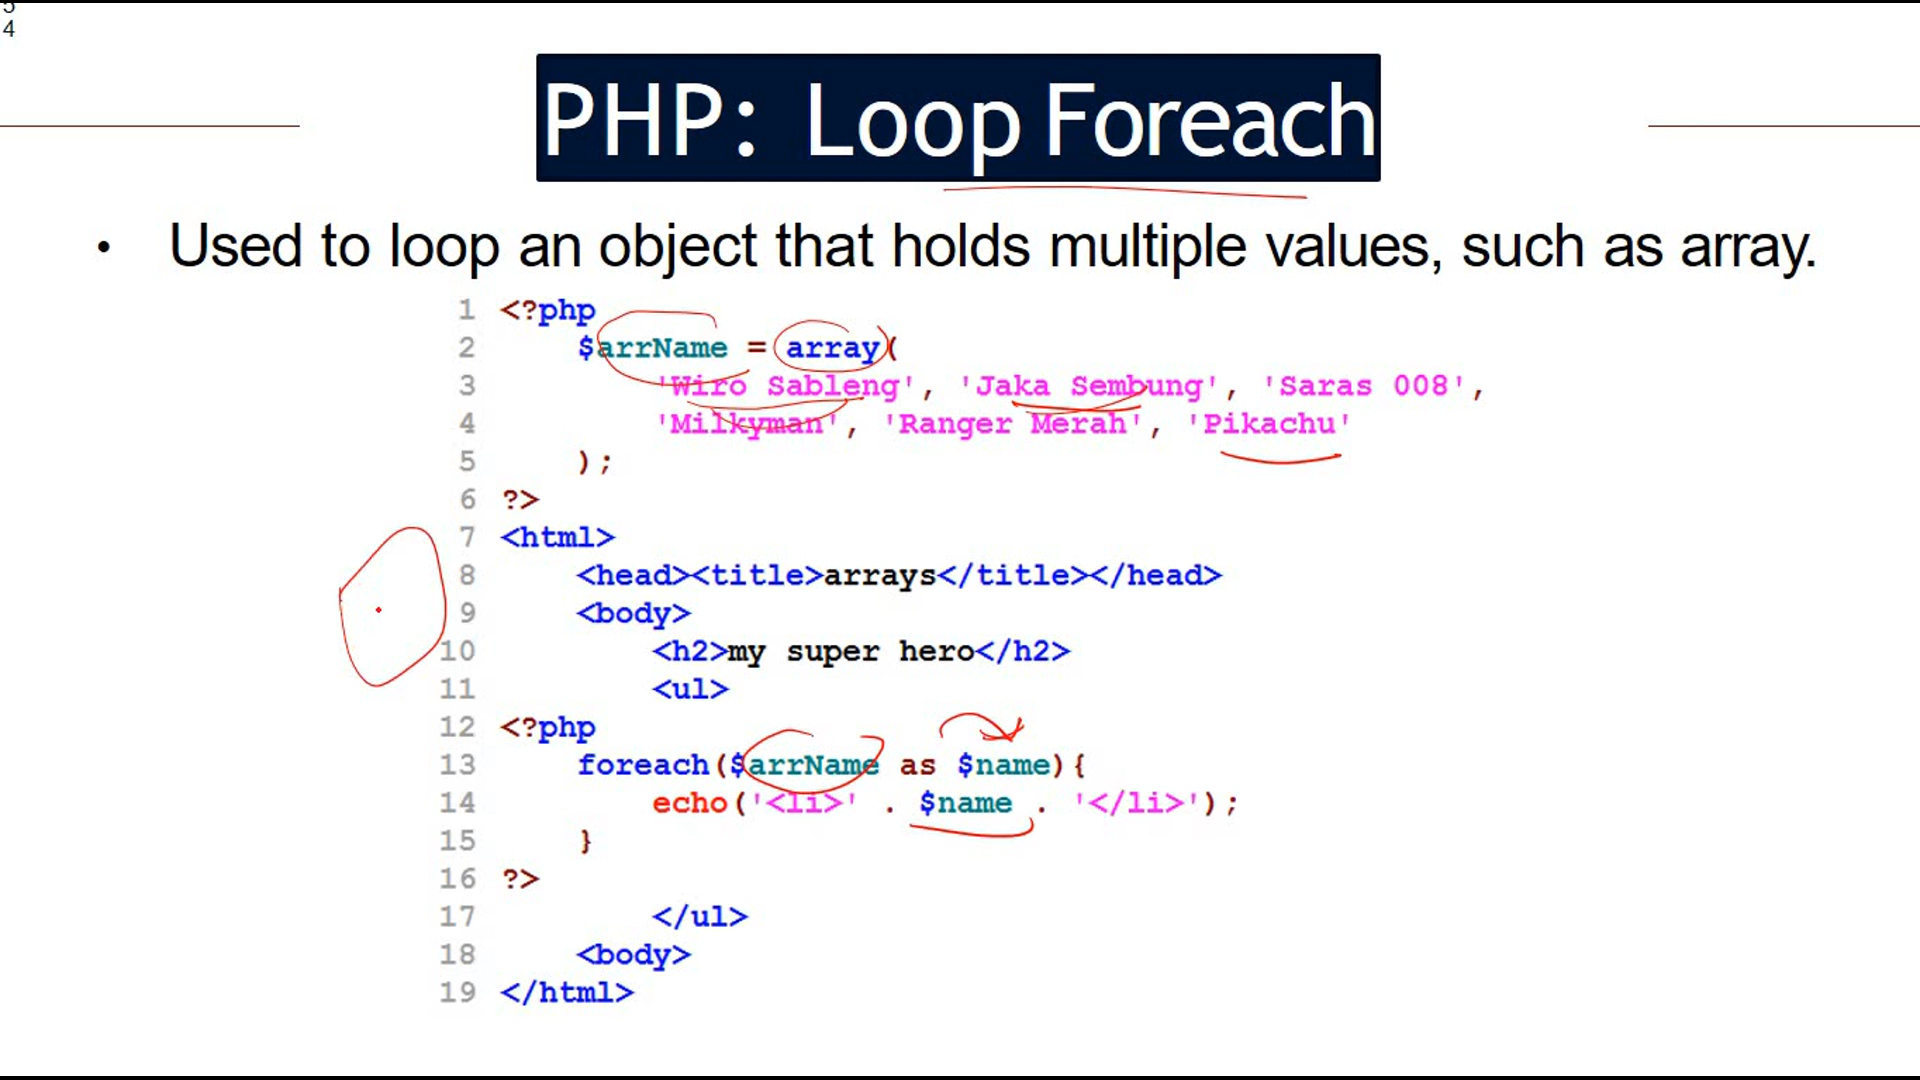 5
4
PHP: Loop Foreach
• Used to loop an object that holds multiple values, such as array.
1 <?php
2 $arrName = array(
3 'Wiro Sableng', 'Jaka Sembung', 'Saras 008',
4 'Milkyman', 'Ranger Merah', 'Pikachu'
5 );
6 ?>
7 <html>
8 <head><title>arrays</title></head>
9 <body>
10 <h2>my super hero</h2>
11 <ul>
12 <?php
13 foreach($arrName as $name){
14 echo('<li>' . $name . '</li>');
15 }
16 ?>
17 </ul>
18 <body>
19 </html>